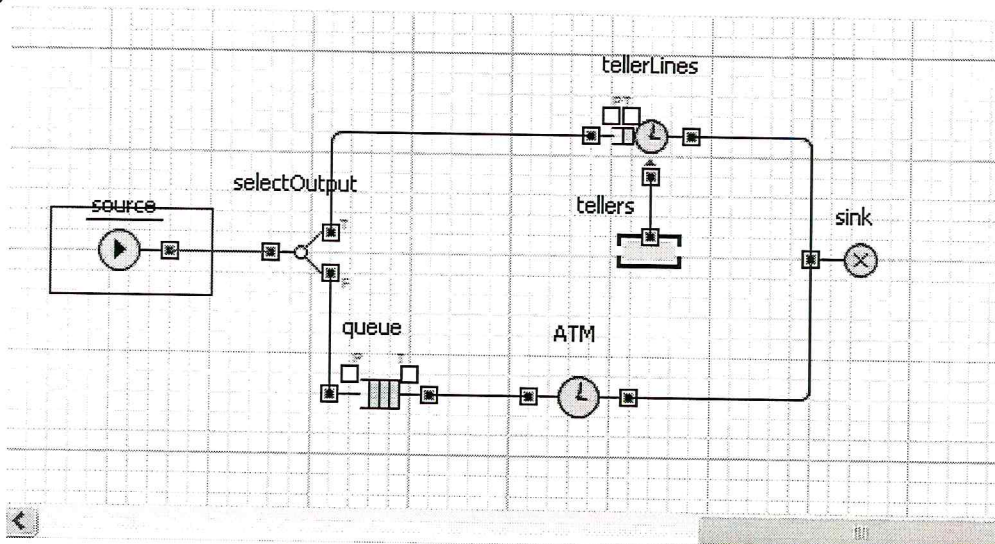 tellerLines
selectOutput
source
tellers
sink
T
F
queue
ATM
P T